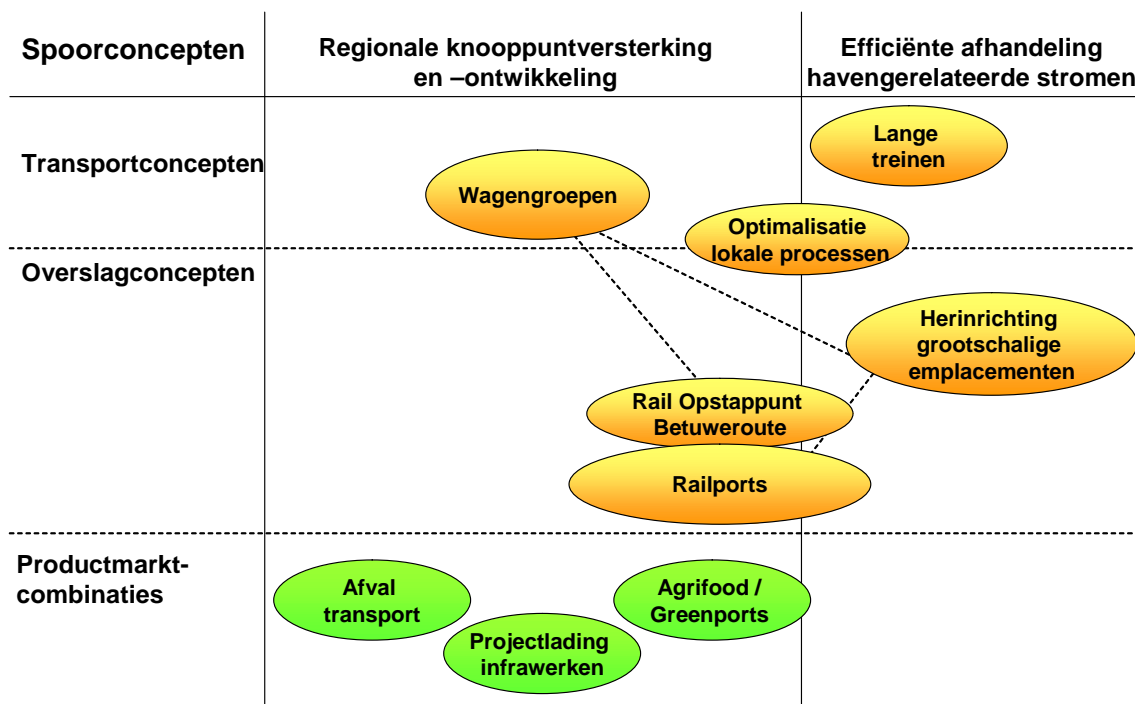 Spoorconcepten
Regionale knooppuntversterking
en –ontwikkeling
Efficiënte afhandeling
havengerelateerde stromen
Transportconcepten
Wagengroepen
Lange
treinen
Optimalisatie
lokale processen
Overslagconcepten
Herinrichting
grootschalige
emplacementen
Rail Opstappunt
Betuweroute
Railports
Productmarkt-
combinaties
Afval
transport
Projectlading
infrawerken
Agrifood /
Greenports